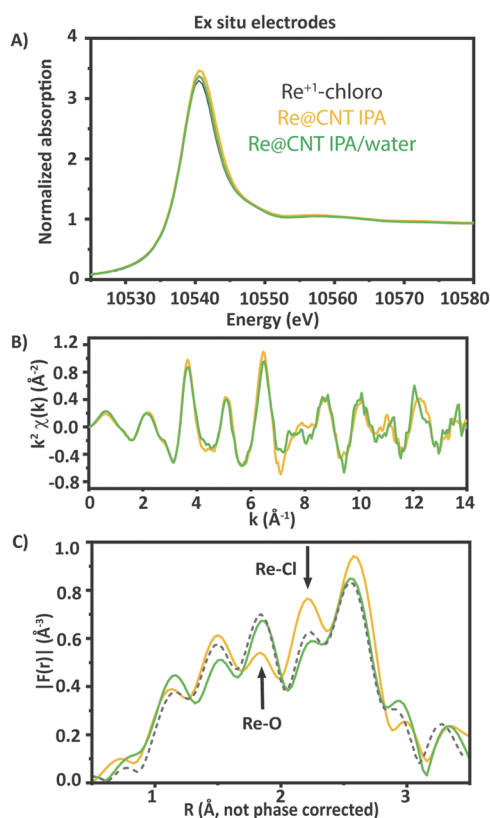 Ex situ electrodes
A)
Normalized absorption
4
3
2
1
0
Re⁺¹-chloro
Re@CNT IPA
Re@CNT IPA/water
10530 10540 10550 10560 10570 10580
Energy (eV)
B)
k² χ(k) (Å⁻²)
1.2
0.8
0.4
0.0
-0.4
-0.8
0 2 4 6 8 10 12 14
k (Å⁻¹)
C)
|F(r)| (Å⁻³)
1.0
0.8
0.6
0.4
0.2
0.0
Re-Cl
Re-O
1 2 3
R (Å, not phase corrected)